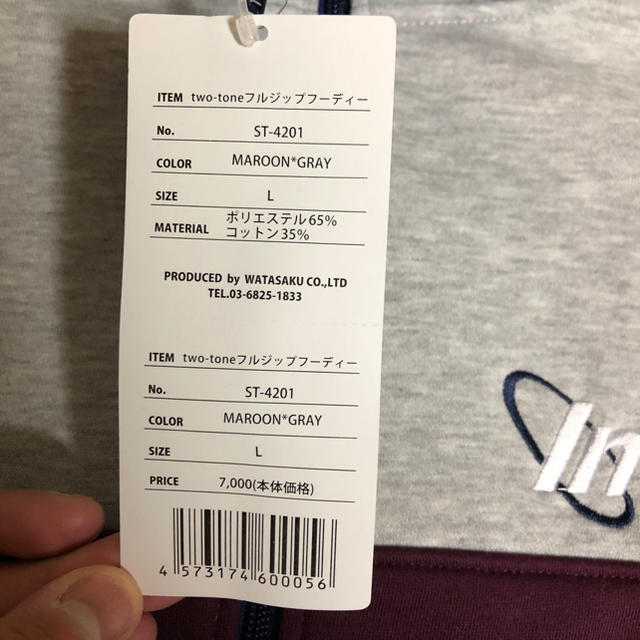 ITEM two-toneフルジップフーディー
No. ST-4201
COLOR MAROON*GRAY
SIZE L
MATERIAL ポリエステル65%
コットン35%
PRODUCED by WATASAKU CO.,LTD
TEL.03-6825-1833
ITEM two-toneフルジップフーディー
No. ST-4201
COLOR MAROON*GRAY
SIZE L
PRICE 7,000(本体価格)
4 573174 600056